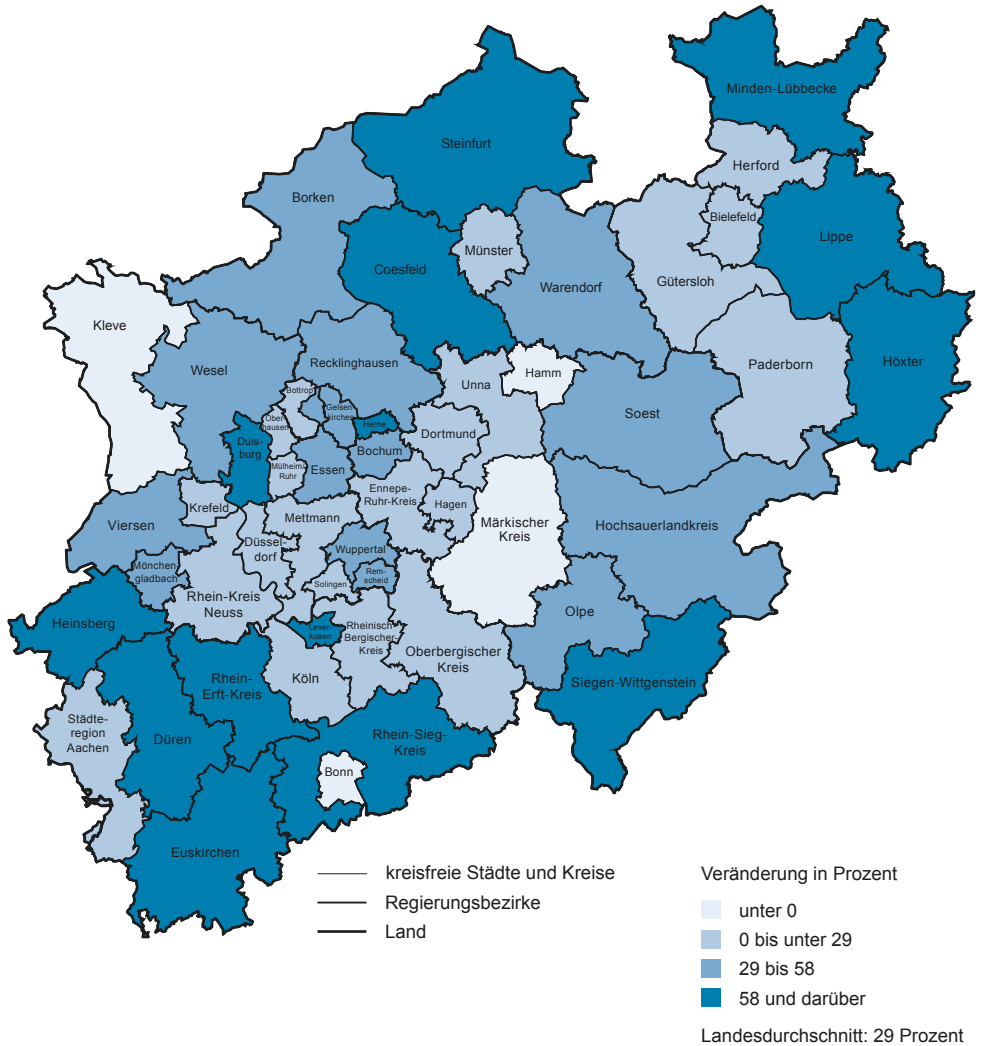 Minden-Lübbecke
Steinfurt
Herford
Borken
Bielefeld
Lippe
Münster
Coesfeld
Gütersloh
Warendorf
Kleve
Recklinghausen
Wesel
Hamm
Unna
Paderborn
Höxter
Bottrop
Gelsen
kirchen
Soest
Ober-
hausen
Herne
Dortmund
Duis-
burg
Bochum
Essen
Mülheim/
Ruhr
Ennepe-
Ruhr-Kreis
Hagen
Krefeld
Mettmann
Viersen
Märkischer
Kreis
Hochsauerlandkreis
Düssel-
dorf
Wuppertal
Mönchen-
gladbach
Rem-
scheid
Solingen
Rhein-Kreis
Neuss
Olpe
Heinsberg
Lever-
kusen
Rheinisch-
Bergischer-
Kreis
Oberbergischer
Kreis
Rhein-
Erft-Kreis
Köln
Siegen-Wittgenstein
Städte-
region
Aachen
Düren
Rhein-Sieg-
Kreis
Bonn
Euskirchen
kreisfreie Städte und Kreise
Regierungsbezirke
Land
Veränderung in Prozent
unter 0
0 bis unter 29
29 bis 58
58 und darüber
Landesdurchschnitt: 29 Prozent